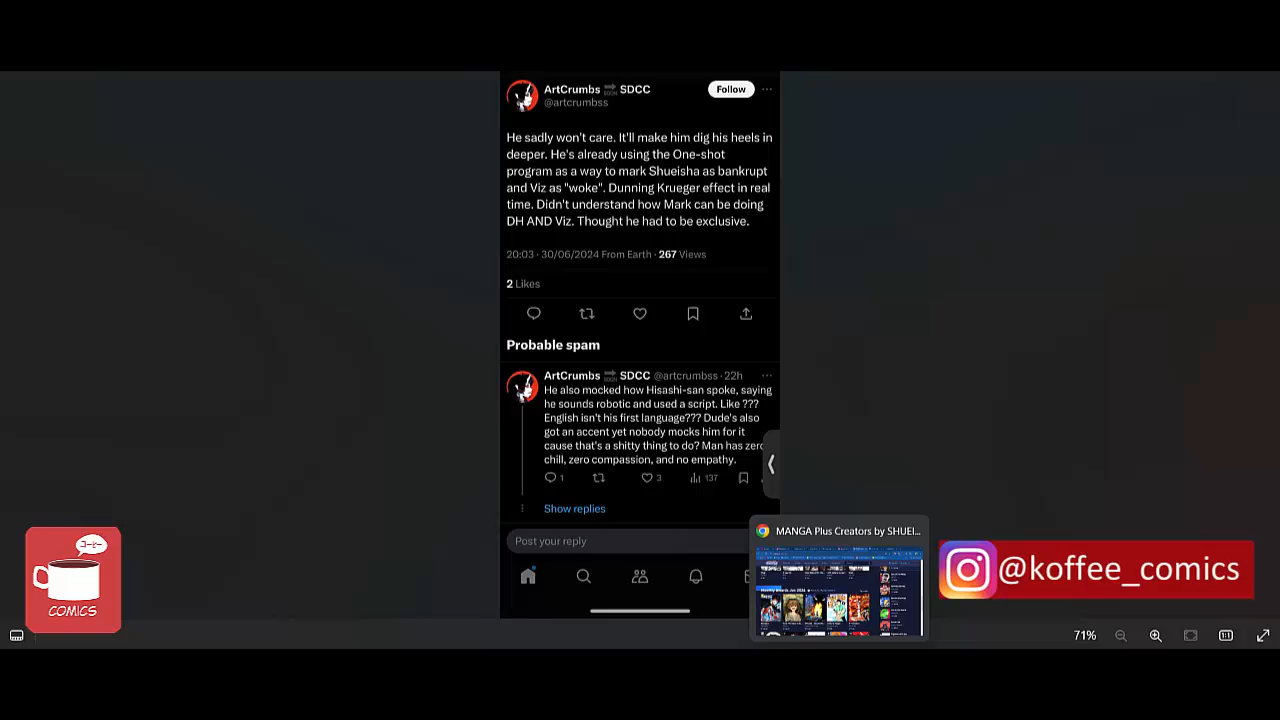 ArtCrumbs SOON SDCC
@artcrumbss
Follow
He sadly won't care. It'll make him dig his heels in
deeper. He's already using the One-shot
program as a way to mark Shueisha as bankrupt
and Viz as "woke". Dunning Krueger effect in real
time. Didn't understand how Mark can be doing
DH AND Viz. Thought he had to be exclusive.
20:03 · 30/06/2024 From Earth · 267 Views
2 Likes
Probable spam
ArtCrumbs SOON SDCC @artcrumbss · 22h
He also mocked how Hisashi-san spoke, saying
he sounds robotic and used a script. Like ???
English isn't his first language??? Dude's also
got an accent yet nobody mocks him for it
cause that's a shitty thing to do? Man has zero
chill, zero compassion, and no empathy.
1 3 137
Show replies
Post your reply
MANGA Plus Creators by SHUEI...
コーヒー
COMICS
@koffee_comics
71%